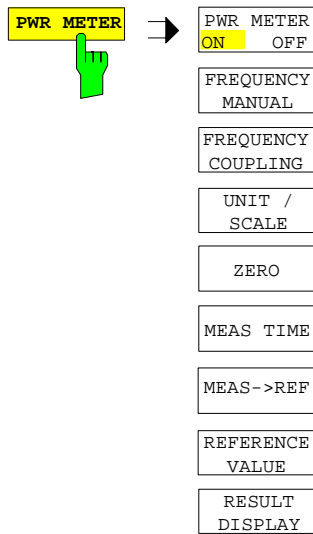 PWR METER
PWR METER
ON OFF
FREQUENCY
MANUAL
FREQUENCY
COUPLING
UNIT /
SCALE
ZERO
MEAS TIME
MEAS->REF
REFERENCE
VALUE
RESULT
DISPLAY